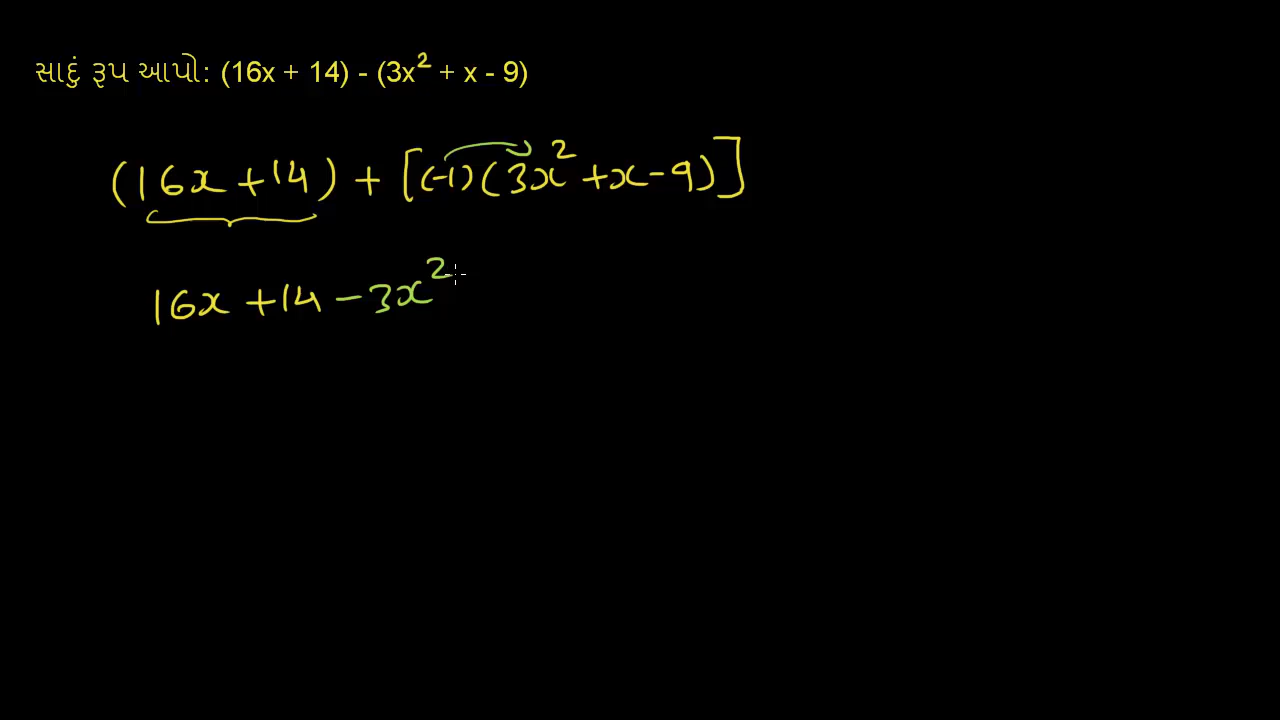 સાદું રૂપ આપો: (16x + 14) - (3x² + x - 9)
(16x + 14) + [(-1)(3x² + x - 9)]
16x + 14 - 3x²